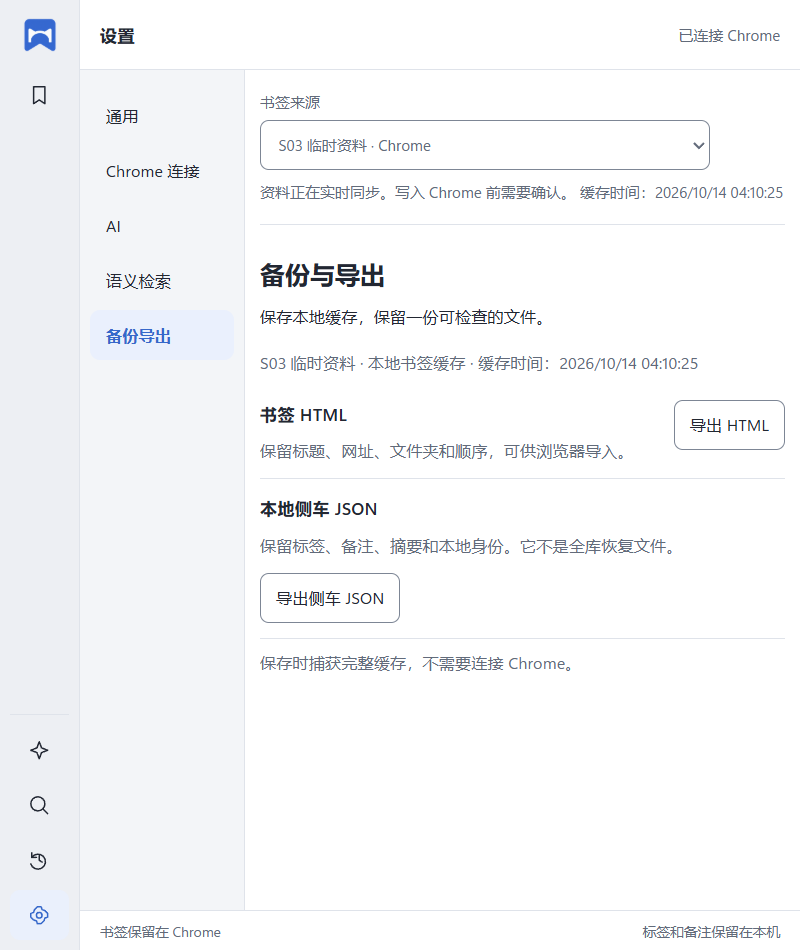 设置
已连接 Chrome
通用
Chrome 连接
AI
语义检索
备份导出
书签来源
S03 临时资料 · Chrome
资料正在实时同步。写入 Chrome 前需要确认。 缓存时间：2026/10/14 04:10:25
备份与导出
保存本地缓存，保留一份可检查的文件。
S03 临时资料 · 本地书签缓存 · 缓存时间：2026/10/14 04:10:25
书签 HTML
保留标题、网址、文件夹和顺序，可供浏览器导入。
导出 HTML
本地侧车 JSON
保留标签、备注、摘要和本地身份。它不是全库恢复文件。
导出侧车 JSON
保存时捕获完整缓存，不需要连接 Chrome。
书签保留在 Chrome
标签和备注保留在本机